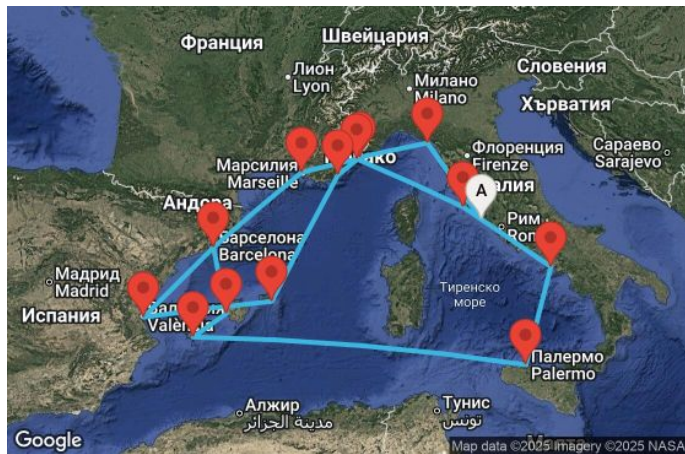 Франция
Швейцария
Словения
Хърватия
Лион
Lyon
Милано
Milano
Сараево
Sarajevo
Флоренция
Firenze
Марсилия
Marseille
Андора
A
Рим
Барселона
Barcelona
Мадрид
Madrid
Испания
València
Тиренско
море
Палермо
Palermo
Алжир
مدينة الجزائر
Тунис
تونس
Google
Map data ©2025 Imagery ©2025 NASA